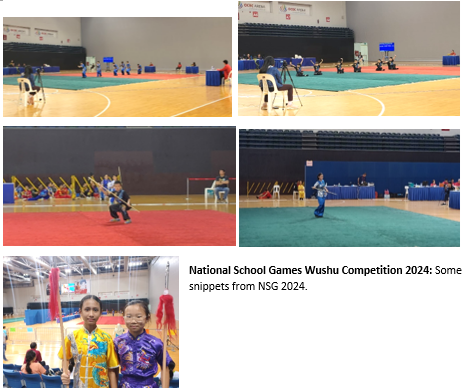 National School Games Wushu Competition 2024: Some
snippets from NSG 2024.